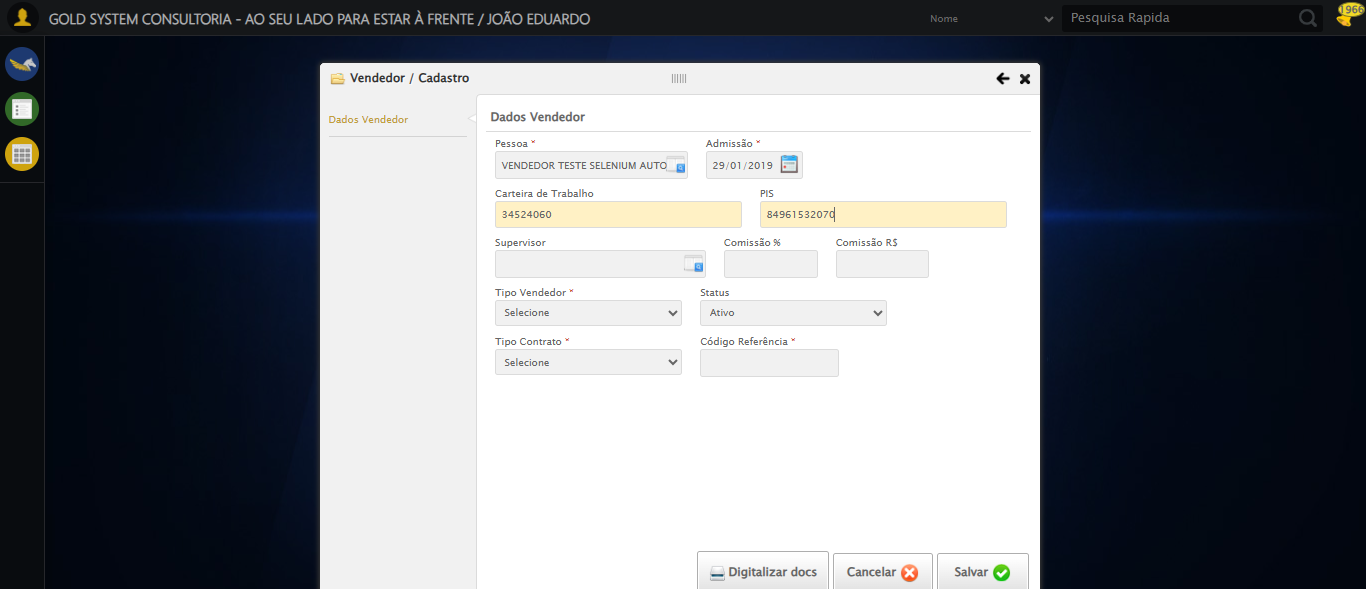 GOLD SYSTEM CONSULTORIA - AO SEU LADO PARA ESTAR À FRENTE / JOÃO EDUARDO
Nome
Pesquisa Rapida
1966
Vendedor / Cadastro
Dados Vendedor
Dados Vendedor
Pessoa *
Admissão *
VENDEDOR TESTE SELENIUM AUTO
29/01/2019
Carteira de Trabalho
PIS
34524060
84961532070
Supervisor
Comissão %
Comissão R$
Tipo Vendedor *
Status
Selecione
Ativo
Tipo Contrato *
Código Referência *
Selecione
Digitalizar docs
Cancelar
Salvar